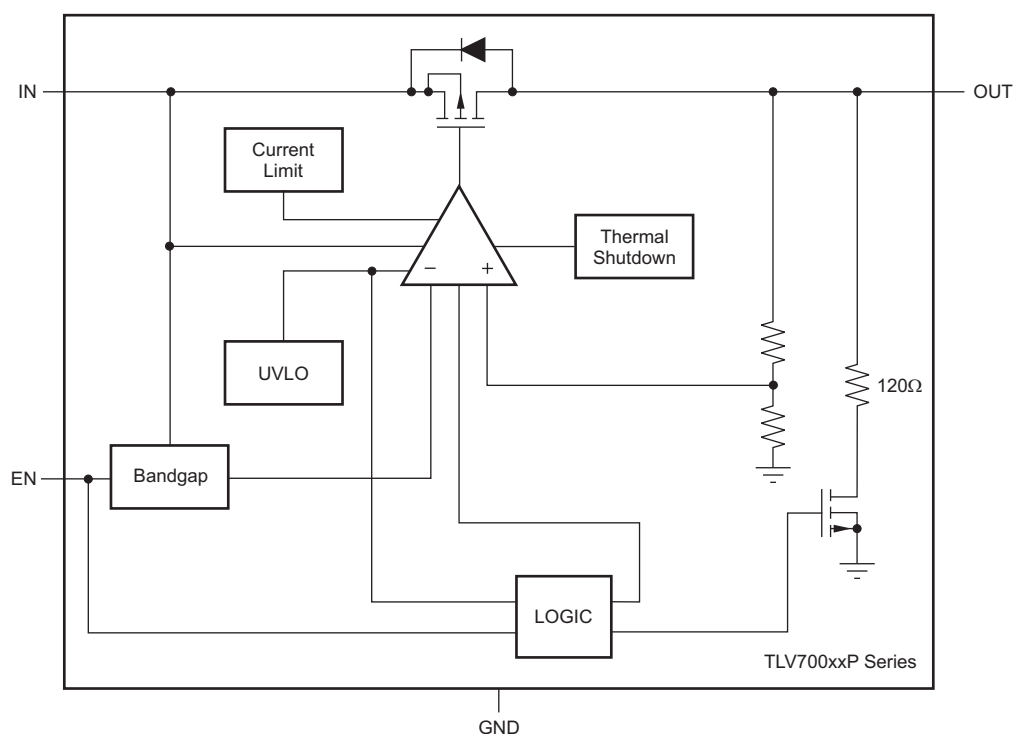 IN
OUT
Current
Limit
Thermal
Shutdown
−
+
UVLO
120Ω
EN
Bandgap
LOGIC
TLV700xxP Series
GND